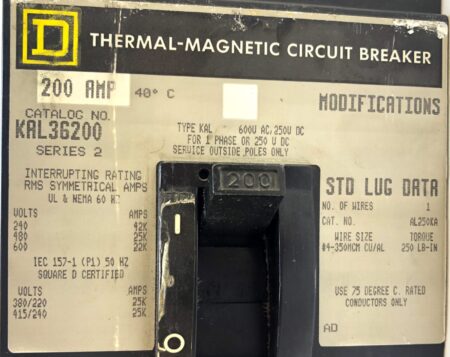 D
THERMAL-MAGNETIC CIRCUIT BREAKER
200 AMP 40° C
MODIFICATIONS
CATALOG NO.
KAL36200
SERIES 2
TYPE KAL 600V AC/250V DC
FOR 1 PHASE OR 250 V DC
SERVICE OUTSIDE POLES ONLY
INTERRUPTING RATING
RMS SYMMETRICAL AMPS
UL & NEMA 60 HZ
VOLTS AMPS
240 42K
480 25K
600 22K
IEC 157-1 (P1) 50 HZ
SQUARE D CERTIFIED
VOLTS AMPS
380/220 25K
415/240 25K
200
STD LUG DATA
NO. OF WIRES 1
CAT. NO. AL250KA
WIRE SIZE TORQUE
#4-350MCM CU/AL 250 LB-IN
USE 75 DEGREE C. RATED
CONDUCTORS ONLY
AD